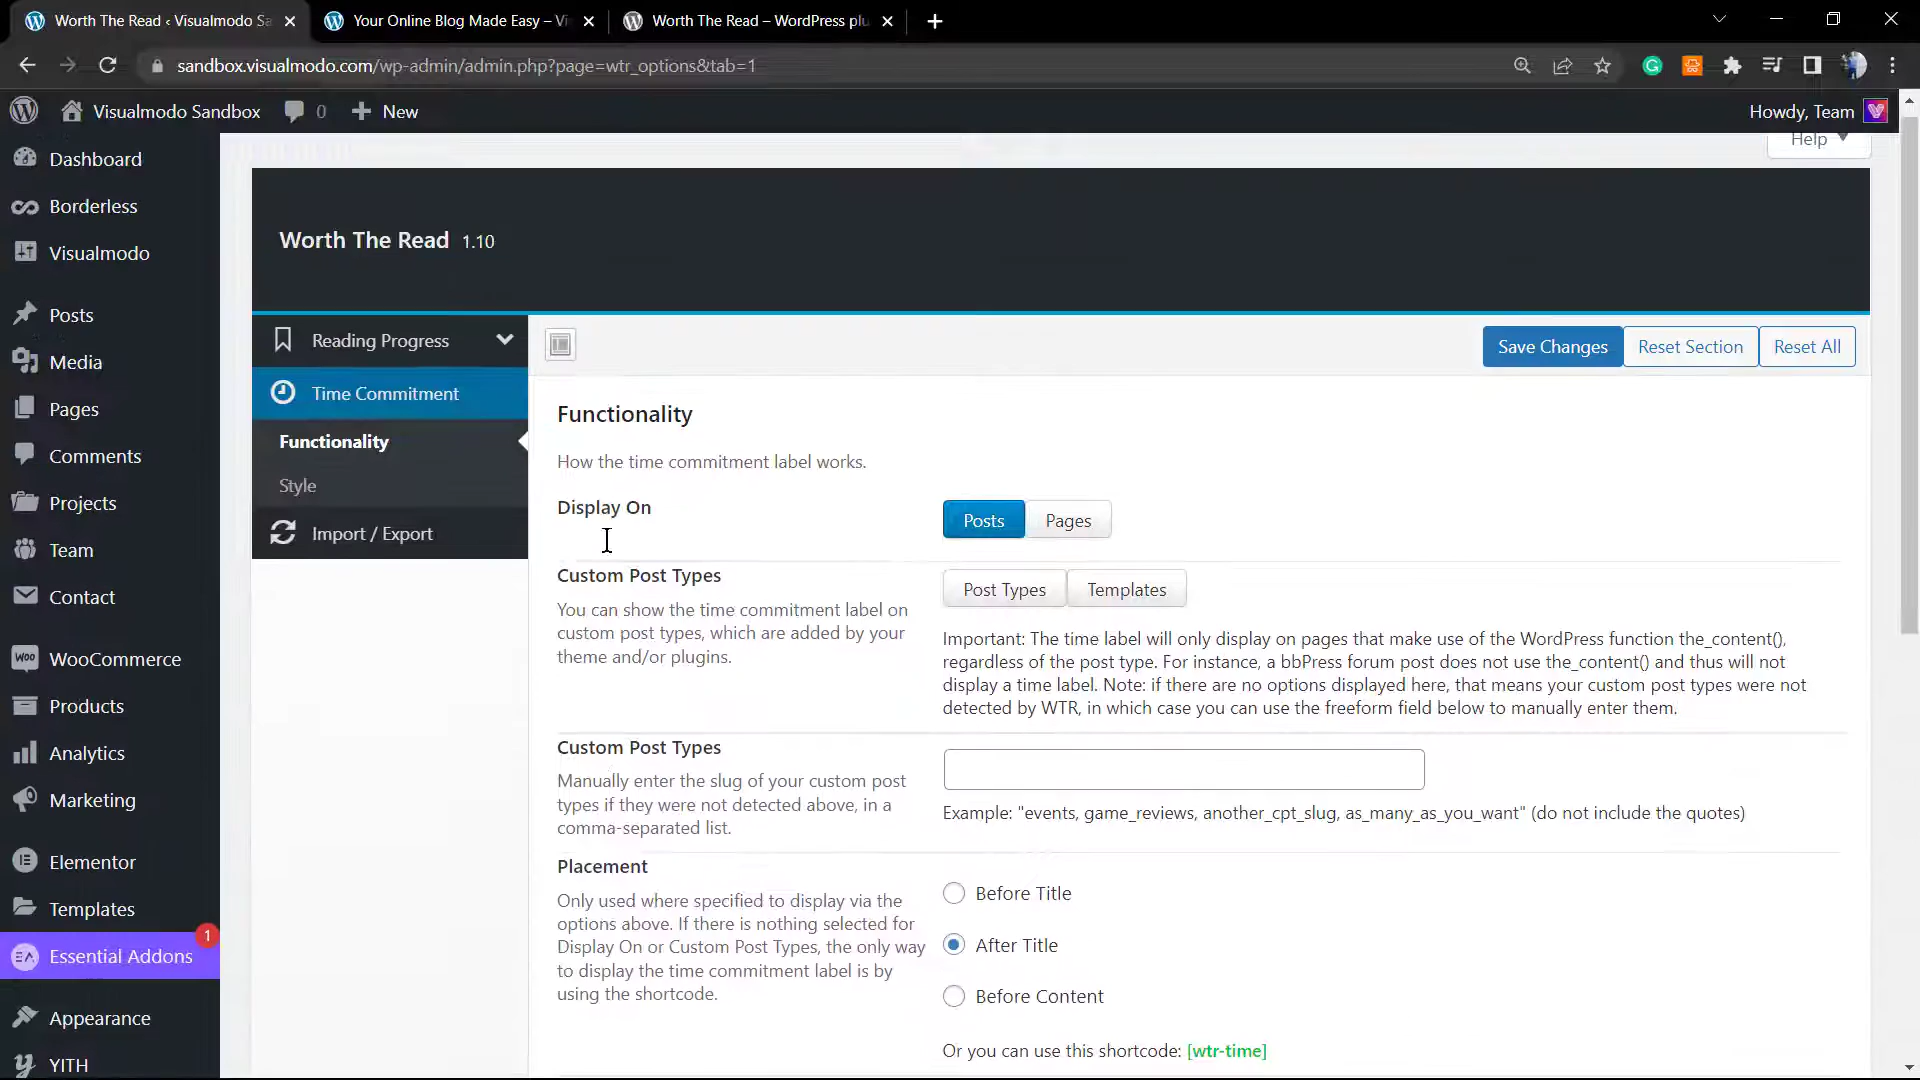 Worth The Read ‹ Visualmodo Sa
Your Online Blog Made Easy – Vi
Worth The Read – WordPress plu
sandbox.visualmodo.com/wp-admin/admin.php?page=wtr_options&tab=1
Visualmodo Sandbox
0
New
Howdy, Team
Help
Dashboard
Borderless
Visualmodo
Posts
Media
Pages
Comments
Projects
Team
Contact
WooCommerce
Products
Analytics
Marketing
Elementor
Templates
Essential Addons
1
Appearance
YITH
Worth The Read 1.10
Reading Progress
Time Commitment
Functionality
Style
Import / Export
Save Changes
Reset Section
Reset All
Functionality
How the time commitment label works.
Display On
Posts
Pages
Custom Post Types
You can show the time commitment label on
custom post types, which are added by your
theme and/or plugins.
Post Types
Templates
Important: The time label will only display on pages that make use of the WordPress function the_content(),
regardless of the post type. For instance, a bbPress forum post does not use the_content() and thus will not
display a time label. Note: if there are no options displayed here, that means your custom post types were not
detected by WTR, in which case you can use the freeform field below to manually enter them.
Custom Post Types
Manually enter the slug of your custom post
types if they were not detected above, in a
comma-separated list.
Example: "events, game_reviews, another_cpt_slug, as_many_as_you_want" (do not include the quotes)
Placement
Only used where specified to display via the
options above. If there is nothing selected for
Display On or Custom Post Types, the only way
to display the time commitment label is by
using the shortcode.
Before Title
After Title
Before Content
Or you can use this shortcode: [wtr-time]